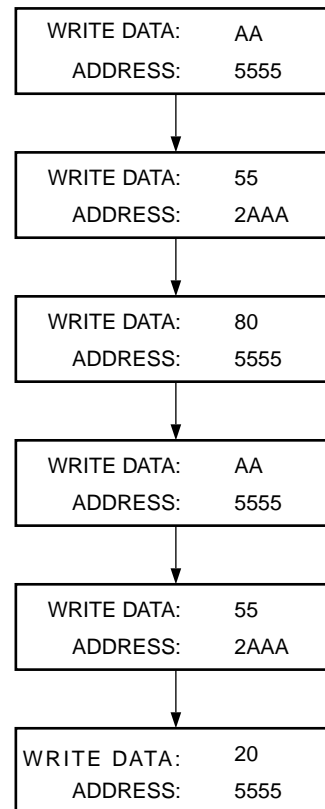 WRITE DATA: AA
ADDRESS: 5555
WRITE DATA: 55
ADDRESS: 2AAA
WRITE DATA: 80
ADDRESS: 5555
WRITE DATA: AA
ADDRESS: 5555
WRITE DATA: 55
ADDRESS: 2AAA
WRITE DATA: 20
ADDRESS: 5555